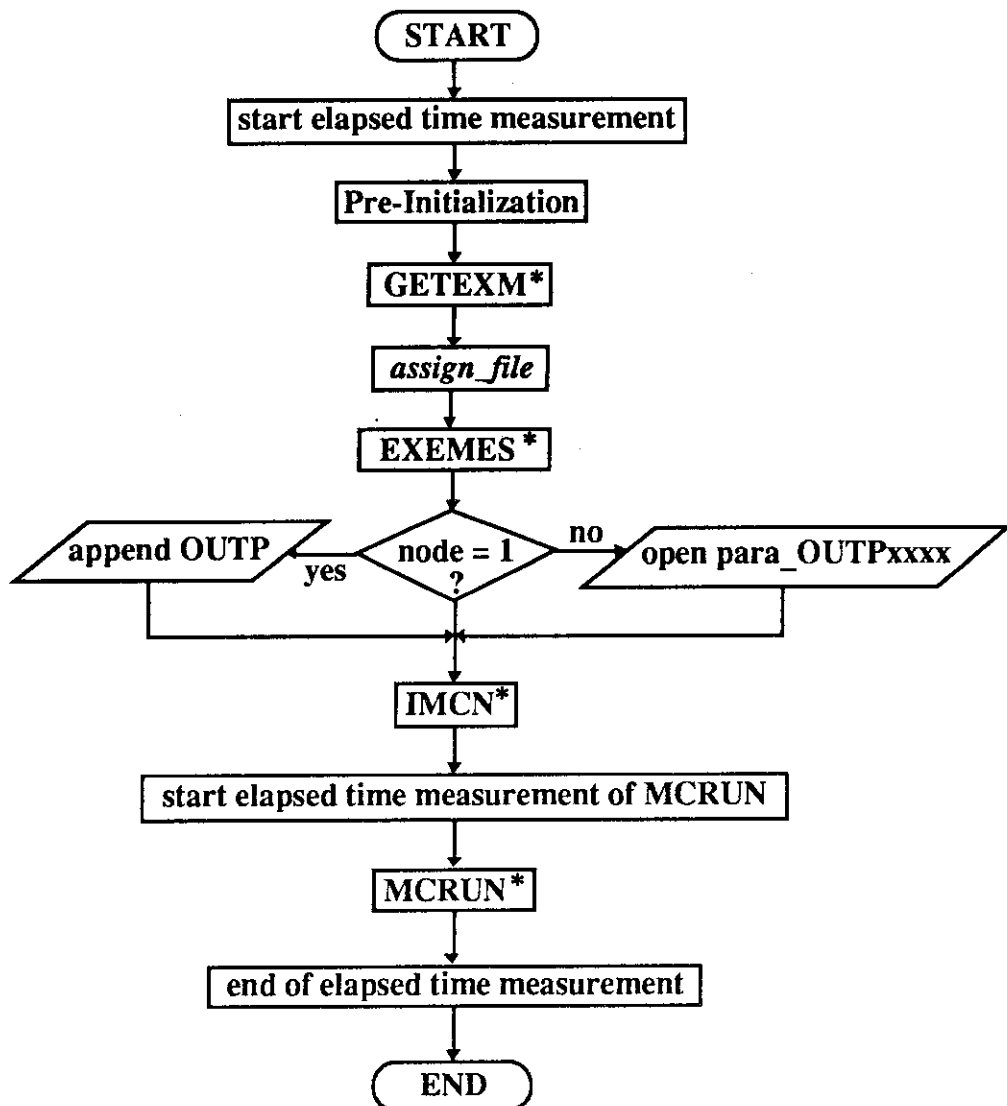 START
start elapsed time measurement
Pre-Initialization
GETEXM*
assign_file
EXEMES*
append OUTP
yes
node = 1
?
no
open para_OUTPxxxx
IMCN*
start elapsed time measurement of MCRUN
MCRUN*
end of elapsed time measurement
END